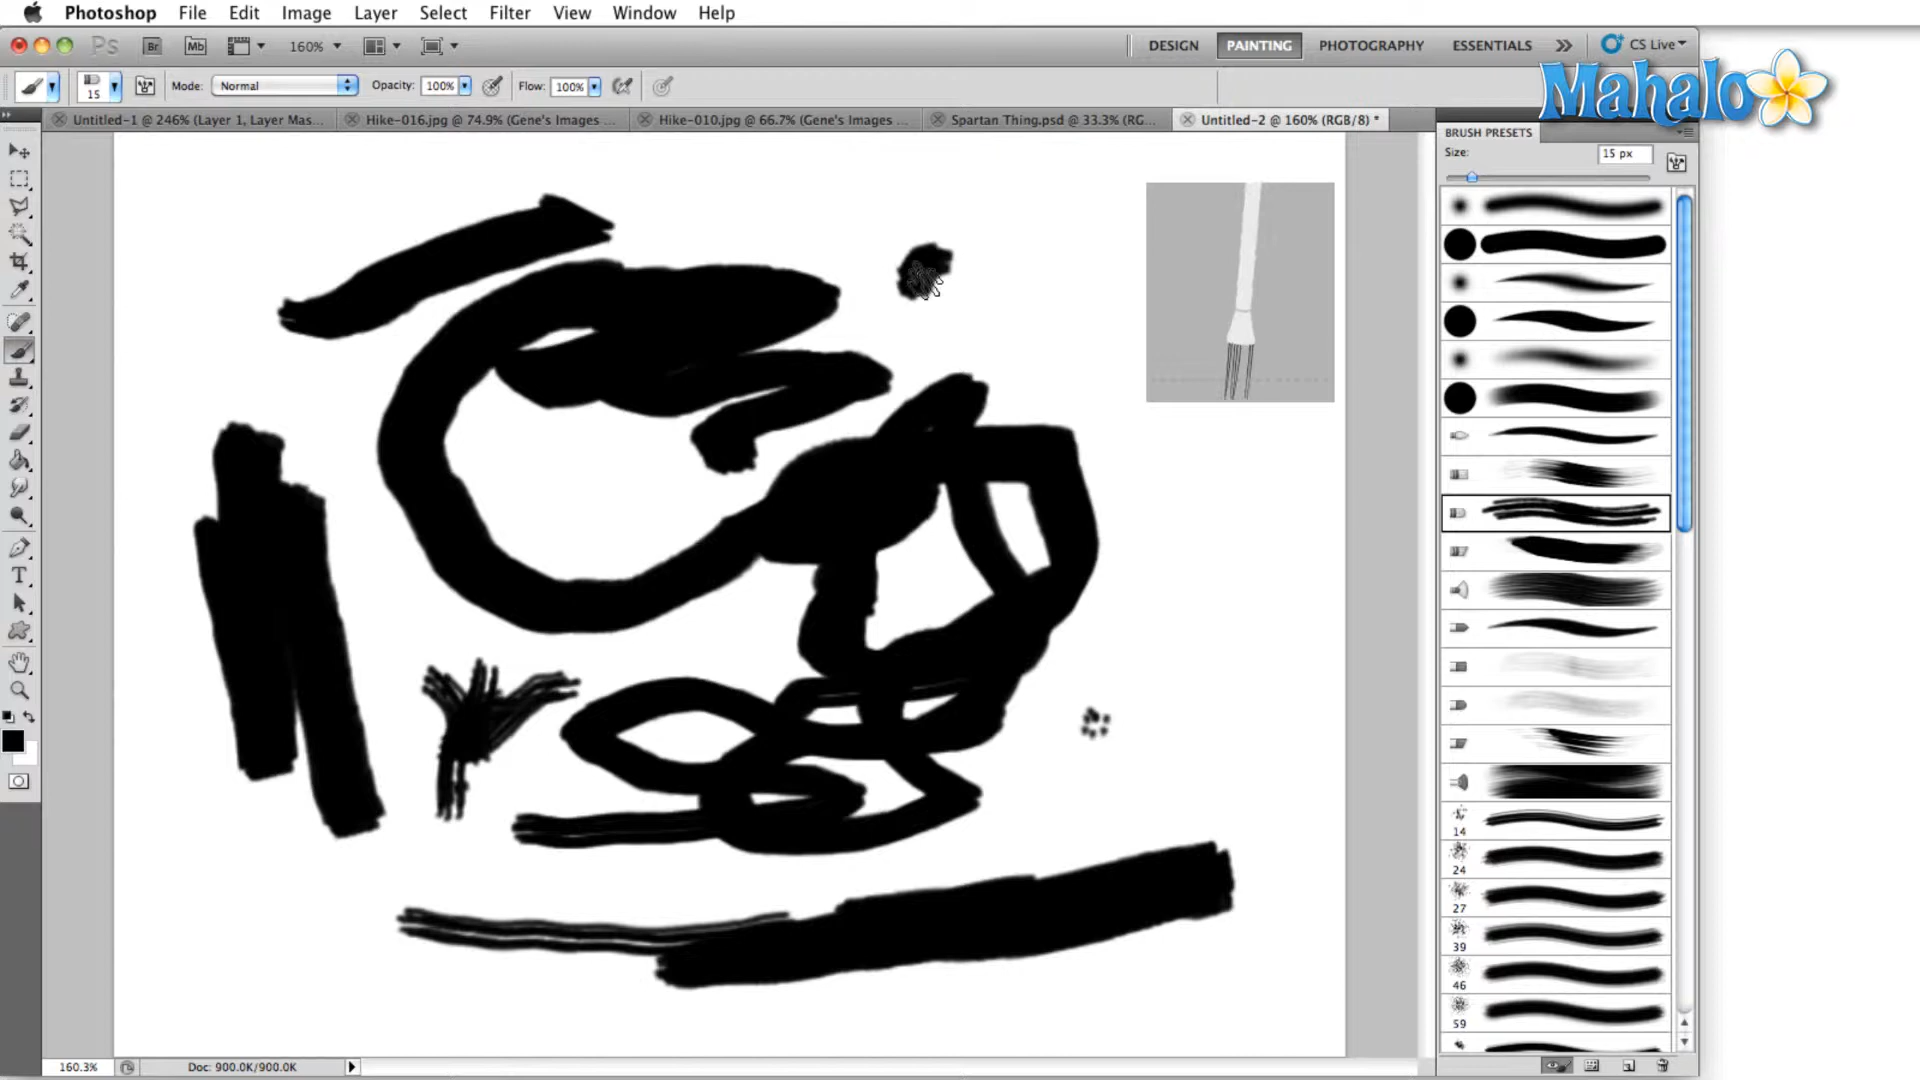 Photoshop File Edit Image Layer Select Filter View Window Help
Ps Br Mb 160% DESIGN PAINTING PHOTOGRAPHY ESSENTIALS CS Live
Mahalo
15 Mode: Normal Opacity: 100% Flow: 100%
Untitled-1 @ 246% (Layer 1, Layer Mas... Hike-016.jpg @ 74.9% (Gene's Images ... Hike-010.jpg @ 66.7% (Gene's Images ... Spartan Thing.psd @ 33.3% (RG... Untitled-2 @ 160% (RGB/8) *
BRUSH PRESETS
Size: 15 px
T
14
24
27
39
46
59
160.3% Doc: 900.0K/900.0K